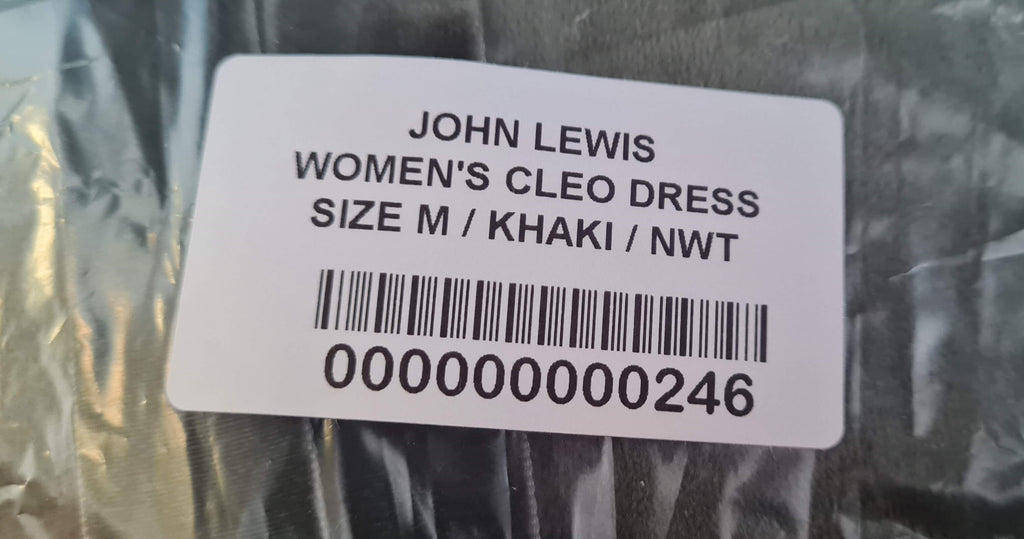 JOHN LEWIS
WOMEN'S CLEO DRESS
SIZE M / KHAKI / NWT
000000000246